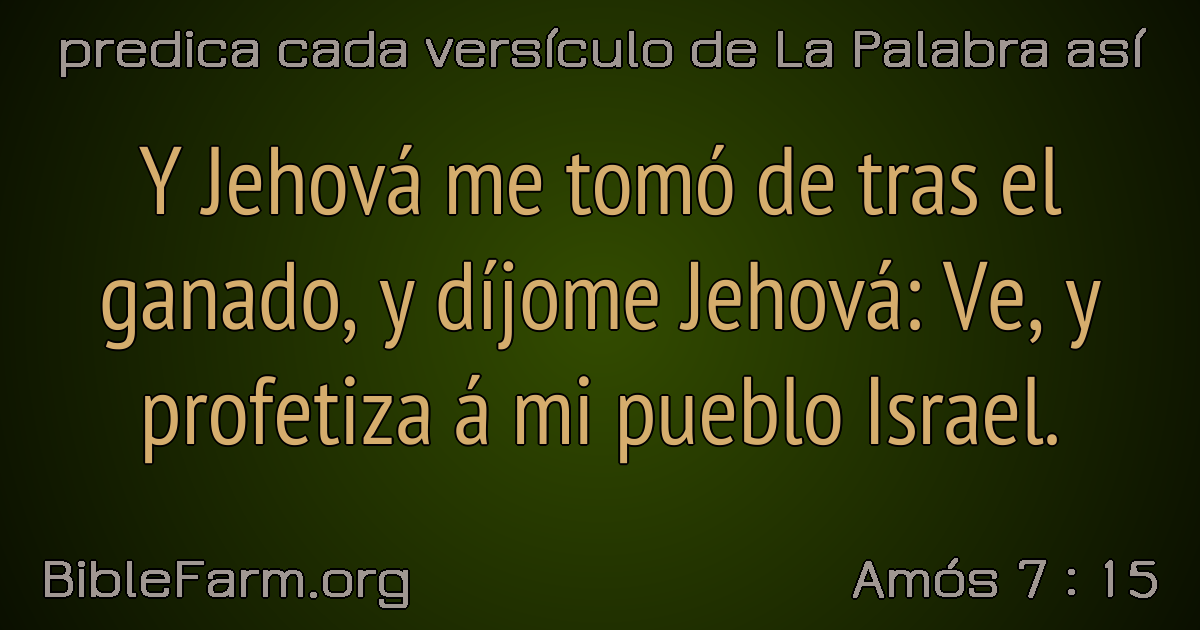 predica cada versículo de La Palabra así
Y Jehová me tomó de tras el
ganado, y díjome Jehová: Ve, y
profetiza á mi pueblo Israel.
BibleFarm.org
Amós 7 : 15